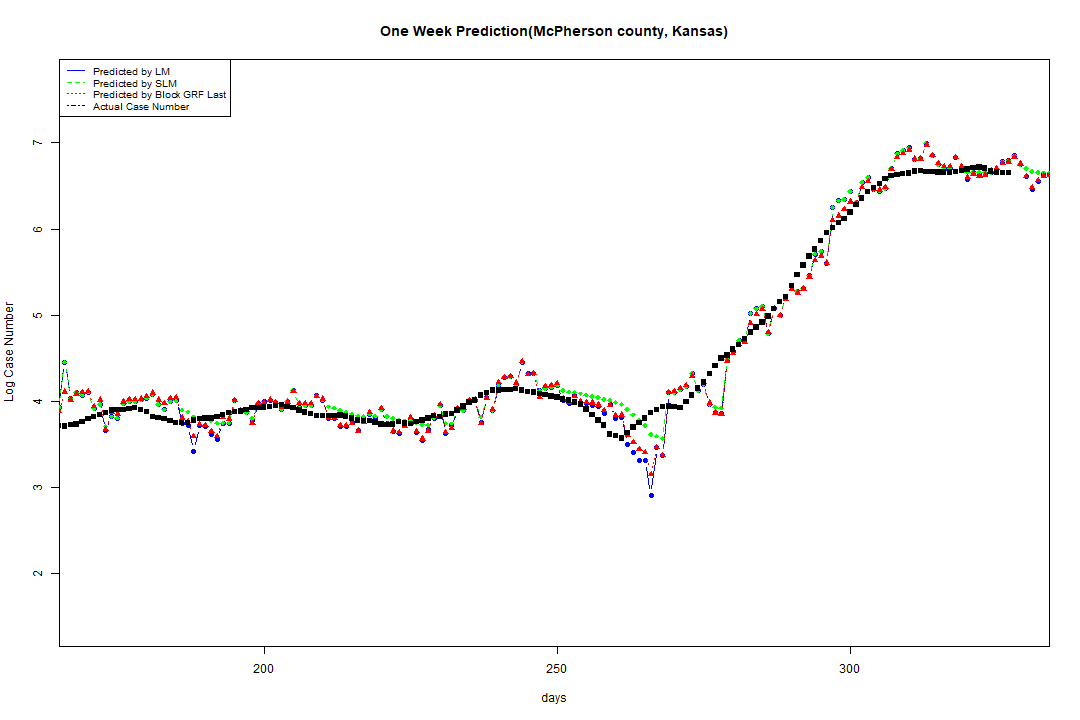 One Week Prediction(McPherson county, Kansas)
Predicted by LM
Predicted by SLM
Predicted by Block GRF Last
Actual Case Number
7
6
5
4
3
2
Log Case Number
200 250 300
days